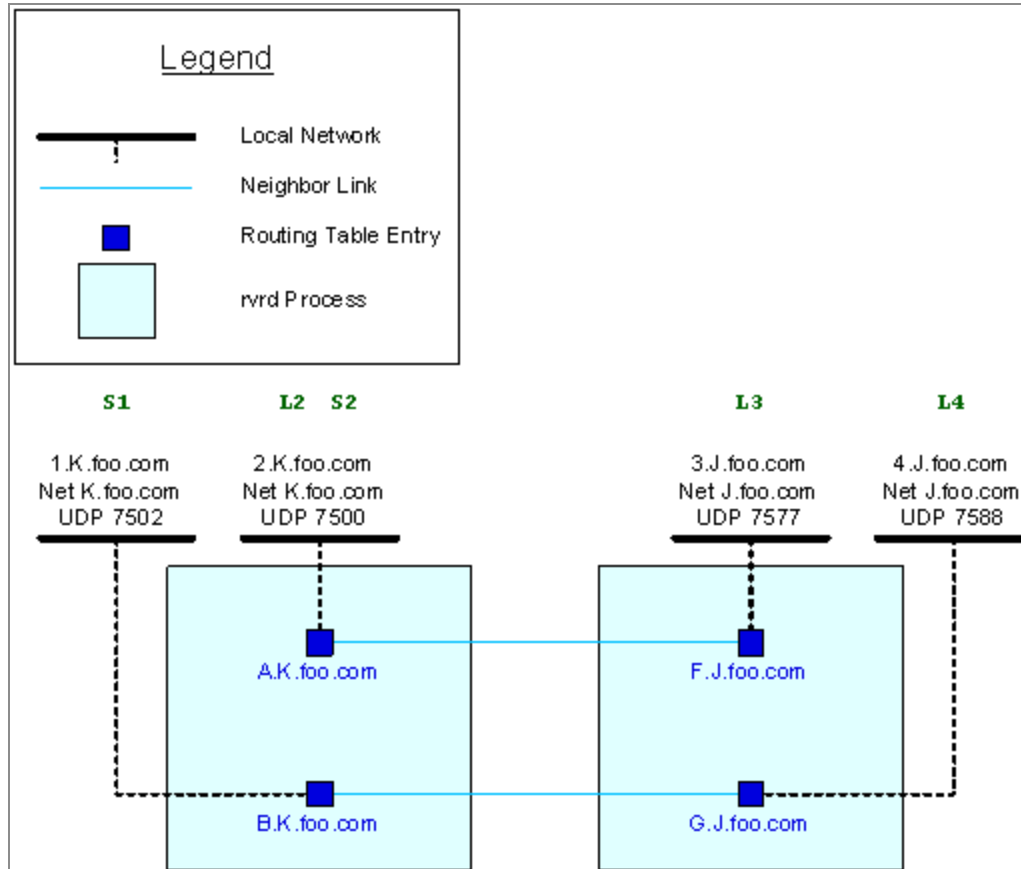 Legend
Local Network
Neighbor Link
Routing Table Entry
rvrd Process
S1
L2 S2
L3
L4
1.K.foo.com
Net K.foo.com
UDP 7502
2.K.foo.com
Net K.foo.com
UDP 7500
3.J.foo.com
Net J.foo.com
UDP 7577
4.J.foo.com
Net J.foo.com
UDP 7588
A.K.foo.com
F.J.foo.com
B.K.foo.com
G.J.foo.com